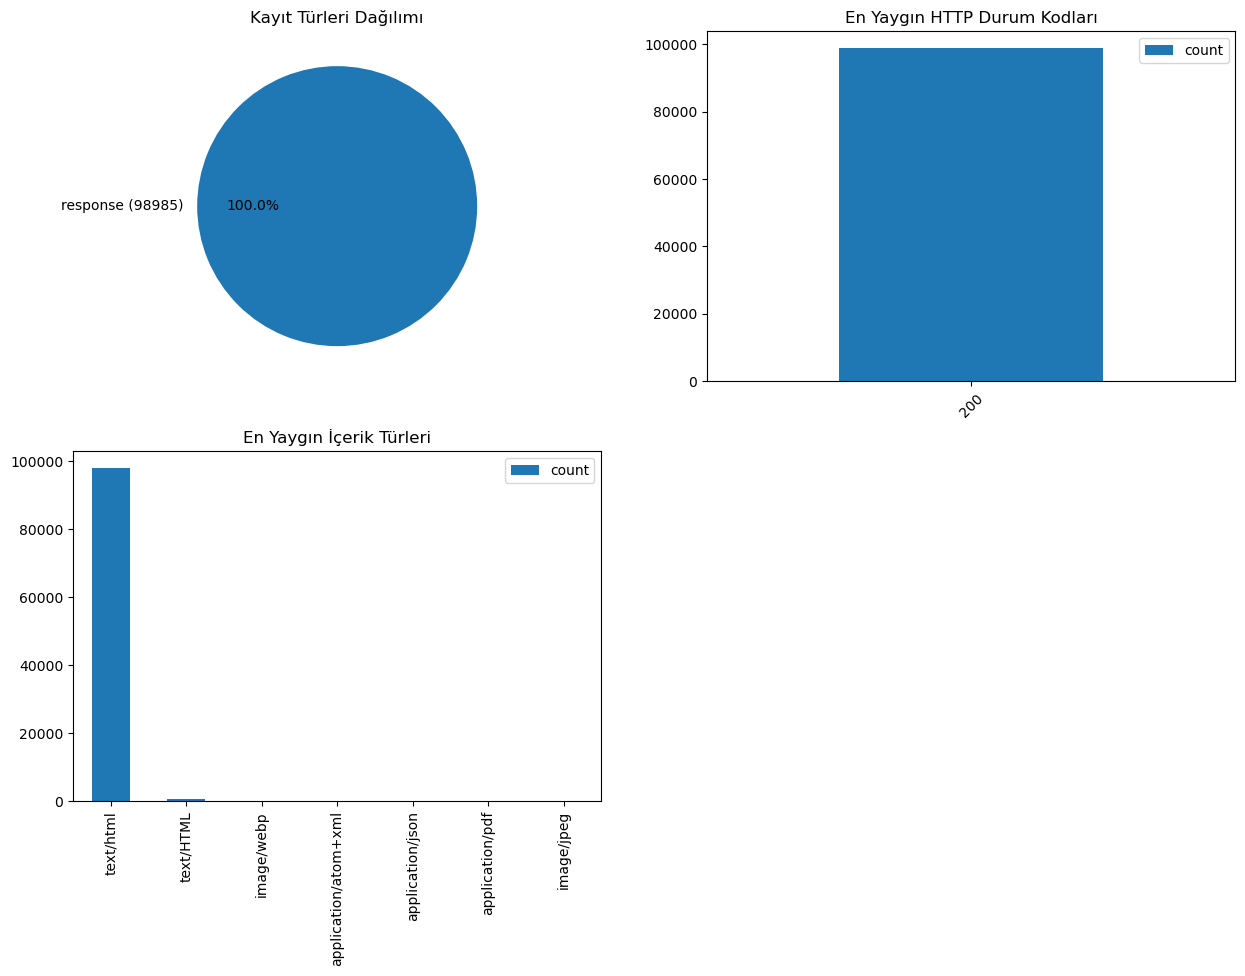 Kayıt Türleri Dağılımı
response (98985)
100.0%
En Yaygın HTTP Durum Kodları
count
100000
80000
60000
40000
20000
0
200
En Yaygın İçerik Türleri
count
100000
80000
60000
40000
20000
0
text/html
text/HTML
image/webp
application/atom+xml
application/json
application/pdf
image/jpeg